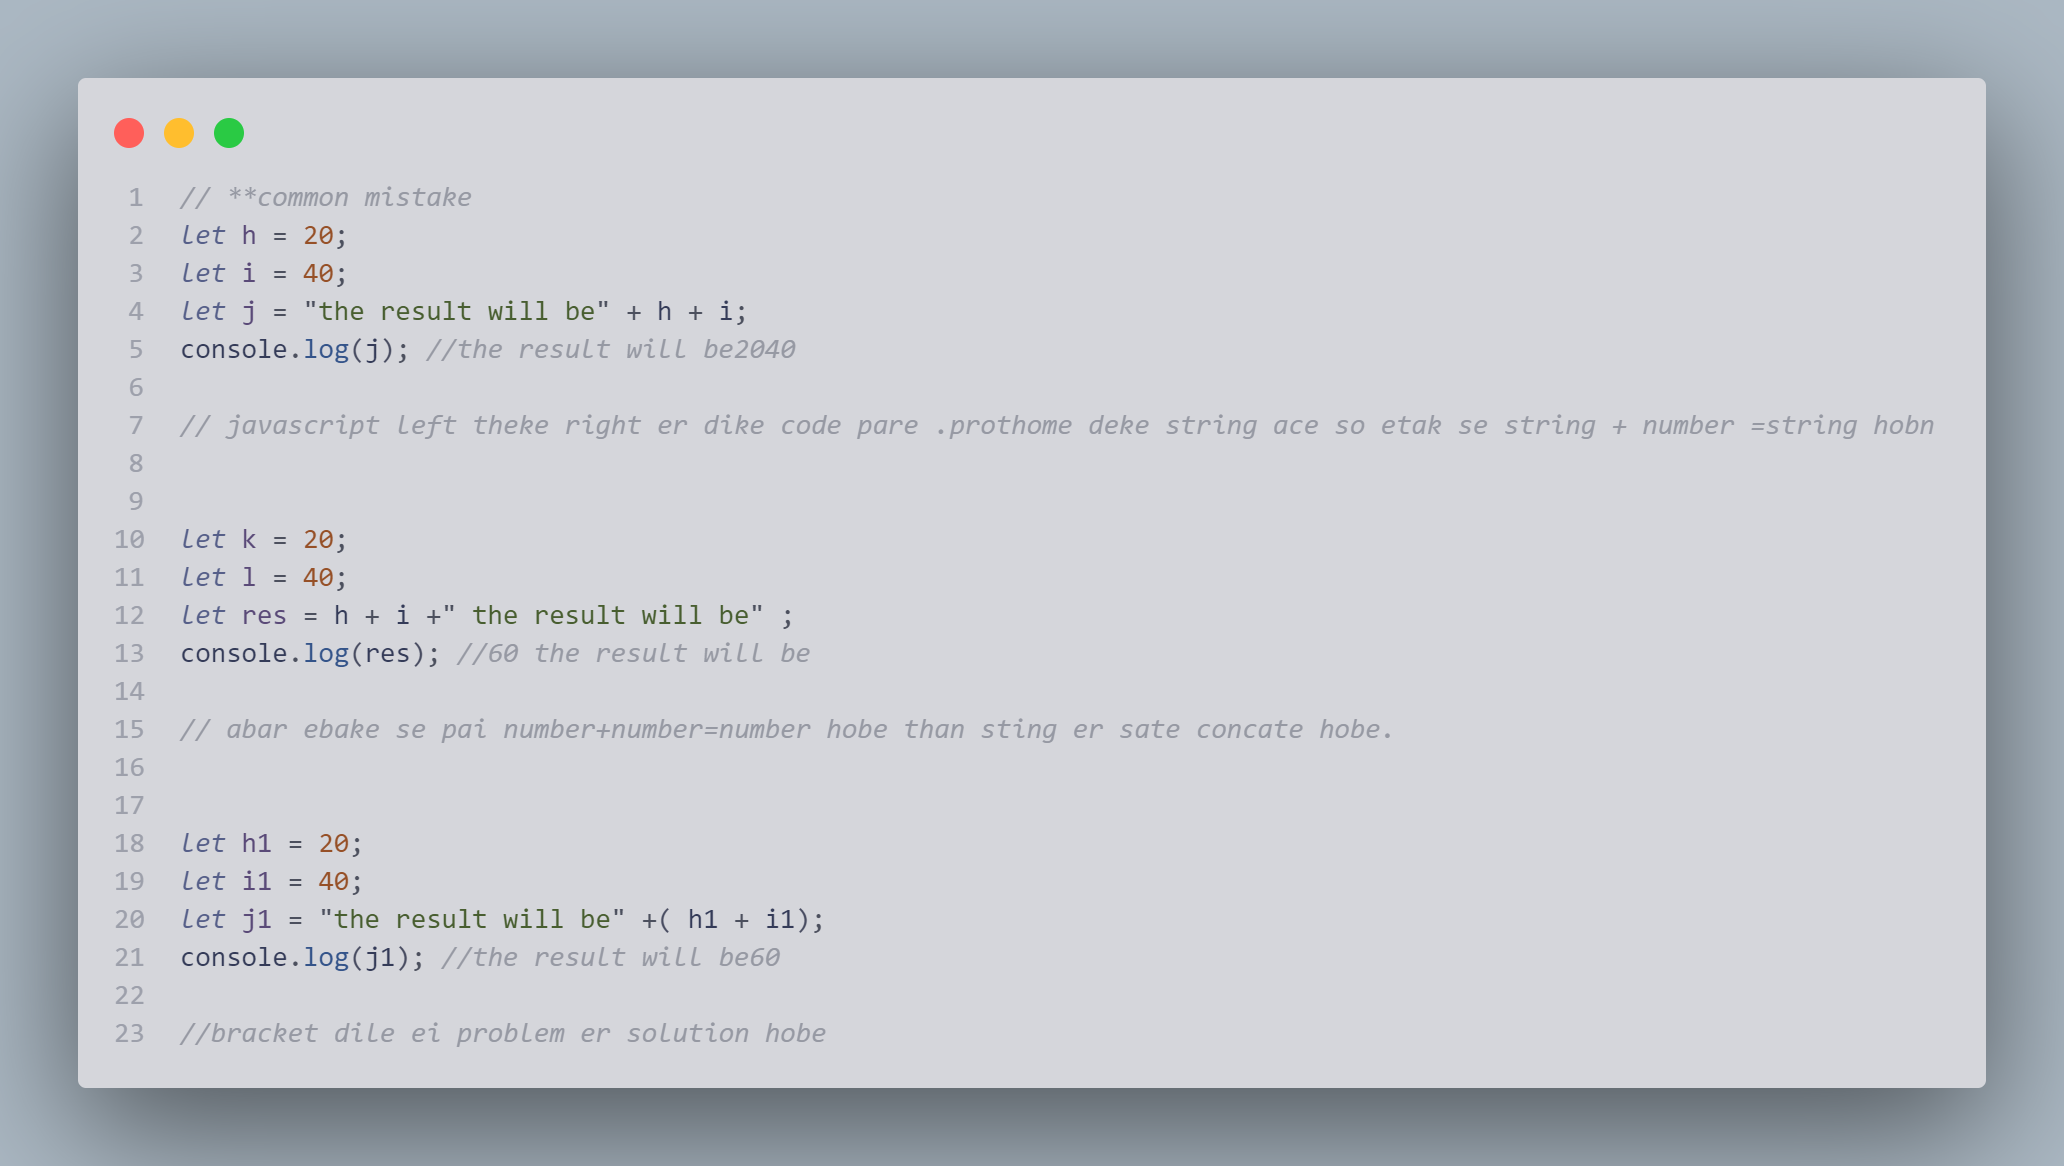 1 // **common mistake
2 let h = 20;
3 let i = 40;
4 let j = "the result will be" + h + i;
5 console.log(j); //the result will be2040
6
7 // javascript left theke right er dike code pare .prothome deke string ace so etak se string + number =string hobn
8
9
10 let k = 20;
11 let l = 40;
12 let res = h + i +" the result will be" ;
13 console.log(res); //60 the result will be
14
15 // abar ebake se pai number+number=number hobe than sting er sate concate hobe.
16
17
18 let h1 = 20;
19 let i1 = 40;
20 let j1 = "the result will be" +( h1 + i1);
21 console.log(j1); //the result will be60
22
23 //bracket dile ei problem er solution hobe